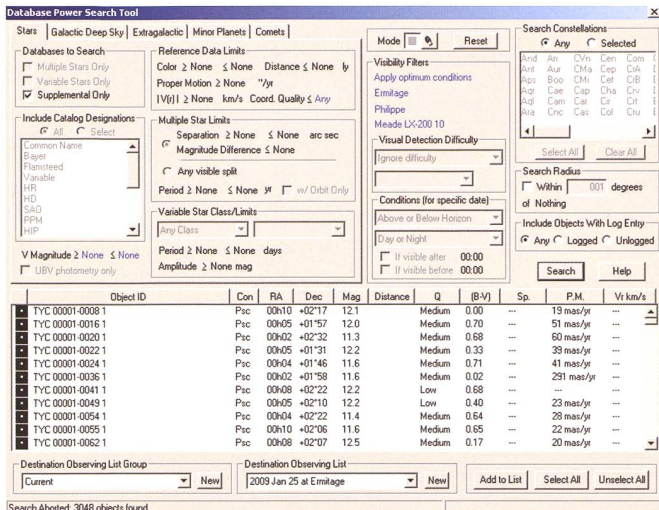 Database Power Search Tool
Stars Galactic Deep Sky Extragalactic Minor Planets Comets
Databases to Search
Multiple Stars Only
Variable Stars Only
Supplemental Only
Include Catalog Designations
All Select
Common Name
Bayer
Flamsteed
Variable
HR
HD
SAO
PPM
HIP
V Magnitude ≥ None ≤ None
UBV photometry only
Reference Data Limits
Color ≥ None ≤ None Distance ≤ None ly
Proper Motion ≥ None "/yr
|V(r)| ≥ None km/s Coord. Quality ≤ Any
Multiple Star Limits
Separation ≥ None ≤ None arc sec
Magnitude Difference ≤ None
Any visible split
Period ≥ None ≤ None yr w/ Orbit Only
Variable Star Class/Limits
Any Class
Period ≥ None ≤ None days
Amplitude ≥ None mag
Mode Reset
Visibility Filters
Apply optimum conditions
Ermitage
Philippe
Meade LX-200 10
Visual Detection Difficulty
Ignore difficulty
Conditions (for specific date)
Above or Below Horizon
Day or Night
If visible after 00:00
If visible before 00:00
Search Constellations
Any Selected
And An CVn Cen Com
Ant Aur CMa Cep CrA
Aps Boo CMi Cet CrB
Aqr Cae Cap Cha Crv
Aql Cam Car Cir Crt
Ara Cnc Cas Col Cru
Select All Clear All
Search Radius
Within 001 degrees
of Nothing
Include Objects With Log Entry
Any Logged Unlogged
Search Help
Object ID Con RA Dec Mag Distance Q (B-V) Sp. P.M. Vr km/s
TYC 00001-0008 1 Psc 00h10 +02°17 12.1 Medium 0.00 --- 19 mas/yr ---
TYC 00001-0016 1 Psc 00h05 +01°57 12.0 Medium 0.70 --- 51 mas/yr ---
TYC 00001-0020 1 Psc 00h02 +02°32 11.3 Medium 0.68 --- 60 mas/yr ---
TYC 00001-0022 1 Psc 00h05 +01°31 12.2 Medium 0.33 --- 39 mas/yr ---
TYC 00001-0024 1 Psc 00h04 +01°46 11.6 Medium 0.71 --- 41 mas/yr ---
TYC 00001-0036 1 Psc 00h02 +01°58 11.6 Medium 0.02 --- 291 mas/yr ---
TYC 00001-0041 1 Psc 00h08 +02°22 12.2 Low 0.68 --- --- ---
TYC 00001-0049 1 Psc 00h05 +02°10 12.2 Low 0.40 --- 23 mas/yr ---
TYC 00001-0054 1 Psc 00h04 +02°22 11.4 Medium 0.64 --- 28 mas/yr ---
TYC 00001-0055 1 Psc 00h10 +02°06 11.6 Medium 0.65 --- 22 mas/yr ---
TYC 00001-0062 1 Psc 00h08 +02°07 12.5 Medium 0.17 --- 20 mas/yr ---
Destination Observing List Group
Current New
Destination Observing List
2009 Jan 25 at Ermitage New
Add to List Select All Unselect All
Search Aborted: 3048 objects found